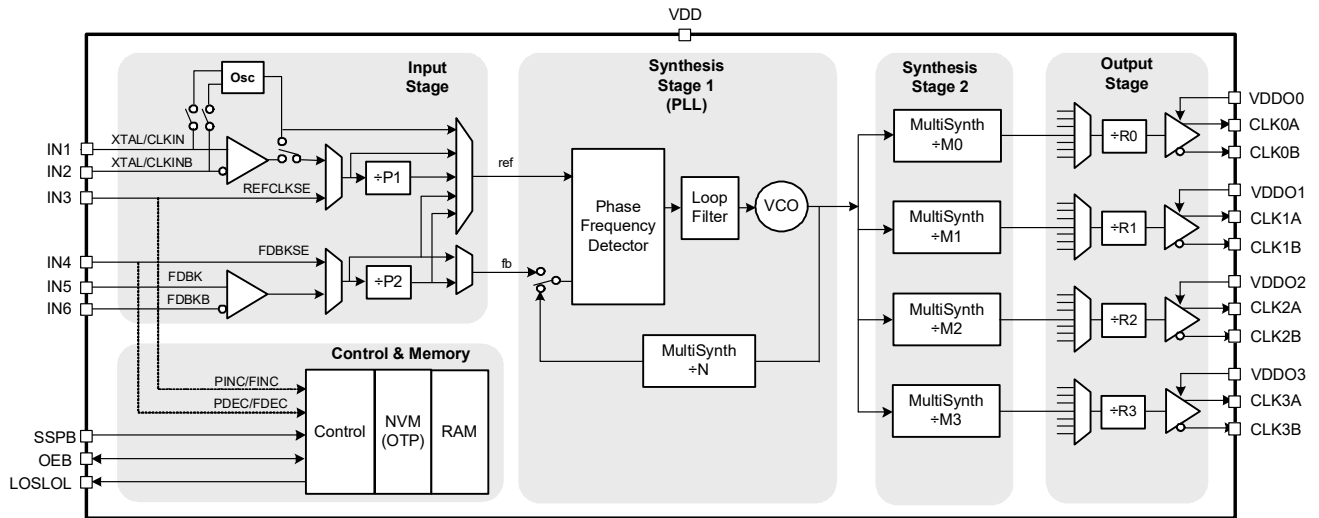 VDD
Input
Stage
Osc
XTAL/CLKIN
XTAL/CLKINB
REFCLKSE
÷P1
FDBKSE
FDBK
FDBKB
÷P2
IN1
IN2
IN3
IN4
IN5
IN6
ref
fb
Synthesis
Stage 1
(PLL)
Phase
Frequency
Detector
Loop
Filter
VCO
MultiSynth
÷N
Synthesis
Stage 2
MultiSynth
÷M0
MultiSynth
÷M1
MultiSynth
÷M2
MultiSynth
÷M3
Output
Stage
÷R0
÷R1
÷R2
÷R3
VDDO0
CLK0A
CLK0B
VDDO1
CLK1A
CLK1B
VDDO2
CLK2A
CLK2B
VDDO3
CLK3A
CLK3B
Control & Memory
PINC/FINC
PDEC/FDEC
Control
NVM
(OTP)
RAM
SSPB
OEB
LOSLOL